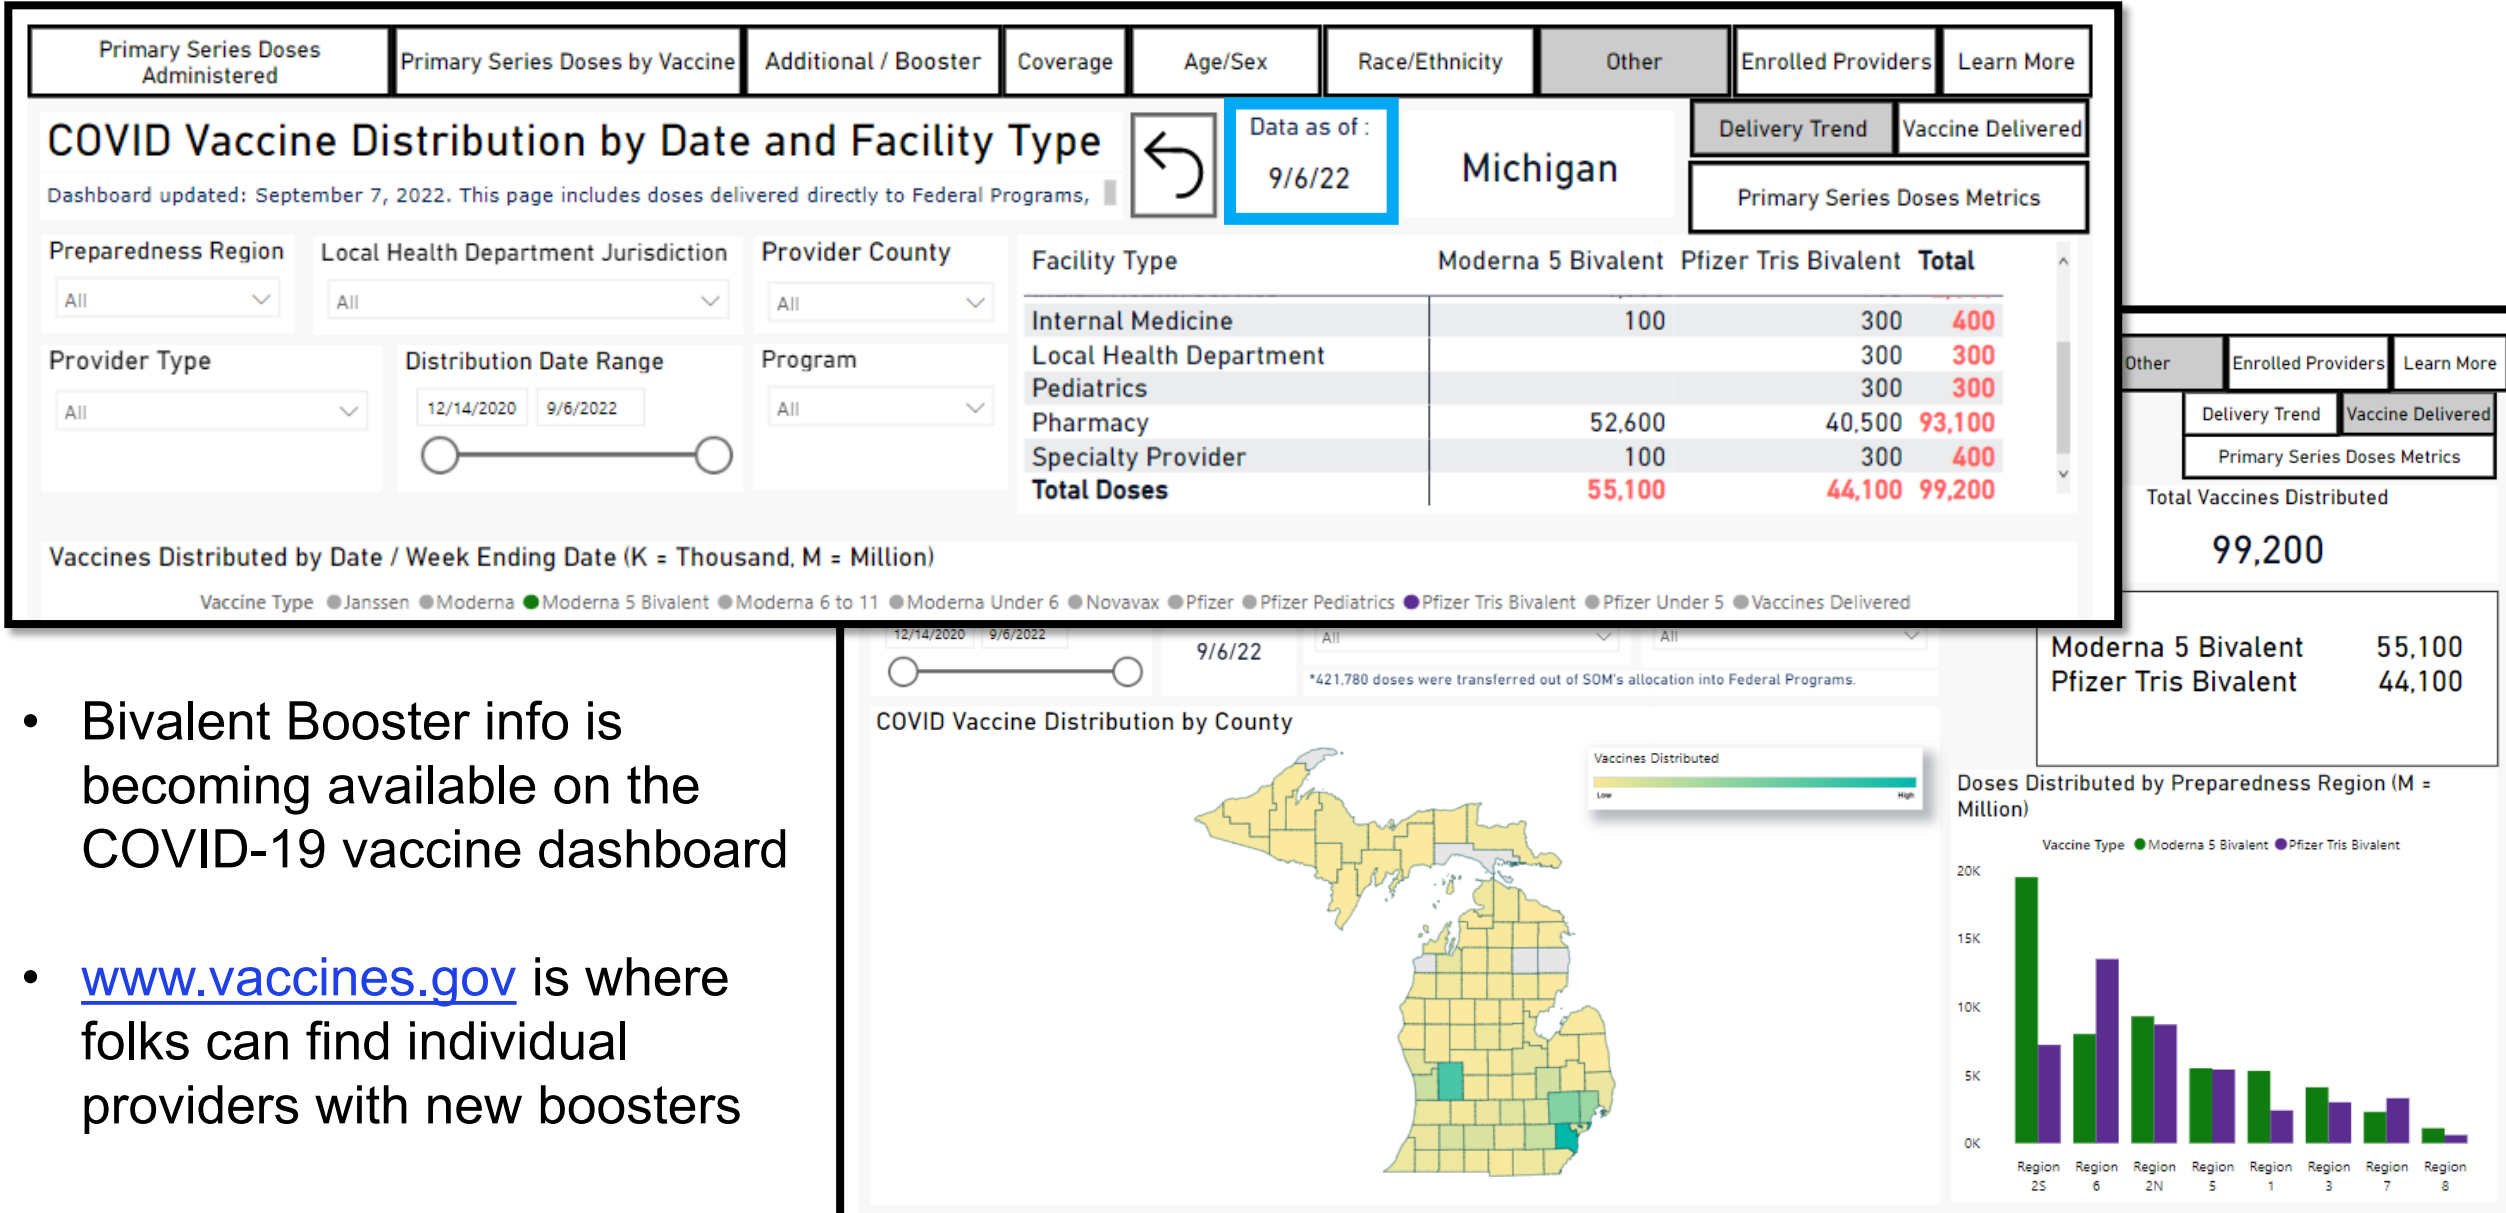 Primary Series Doses
Administered
Primary Series Doses by Vaccine
Additional / Booster
Coverage
Age/Sex
Race/Ethnicity
Other
Enrolled Providers
Learn More
COVID Vaccine Distribution by Date and Facility Type
Data as of :
9/6/22
Michigan
Delivery Trend
Vaccine Delivered
Primary Series Doses Metrics
Dashboard updated: September 7, 2022. This page includes doses delivered directly to Federal Programs,
Preparedness Region
All
Local Health Department Jurisdiction
All
Provider County
All
Provider Type
All
Distribution Date Range
12/14/2020 9/6/2022
Program
All
Facility Type Moderna 5 Bivalent Pfizer Tris Bivalent Total
Internal Medicine 100 300 400
Local Health Department 300 300
Pediatrics 300 300
Pharmacy 52,600 40,500 93,100
Specialty Provider 100 300 400
Total Doses 55,100 44,100 99,200
Vaccines Distributed by Date / Week Ending Date (K = Thousand, M = Million)
Vaccine Type Janssen Moderna Moderna 5 Bivalent Moderna 6 to 11 Moderna Under 6 Novavax Pfizer Pfizer Pediatrics Pfizer Tris Bivalent Pfizer Under 5 Vaccines Delivered
Other
Enrolled Providers
Learn More
Delivery Trend
Vaccine Delivered
Primary Series Doses Metrics
Total Vaccines Distributed
99,200
12/14/2020 9/6/2022
9/6/22
All
All
*421,780 doses were transferred out of SOM's allocation into Federal Programs.
Moderna 5 Bivalent 55,100
Pfizer Tris Bivalent 44,100
COVID Vaccine Distribution by County
Vaccines Distributed
Low High
Doses Distributed by Preparedness Region (M =
Million)
Vaccine Type Moderna 5 Bivalent Pfizer Tris Bivalent
20K
15K
10K
5K
0K
Region Region Region Region Region Region Region Region
2S 6 2N 5 1 3 7 8
• Bivalent Booster info is
becoming available on the
COVID-19 vaccine dashboard
• www.vaccines.gov is where
folks can find individual
providers with new boosters